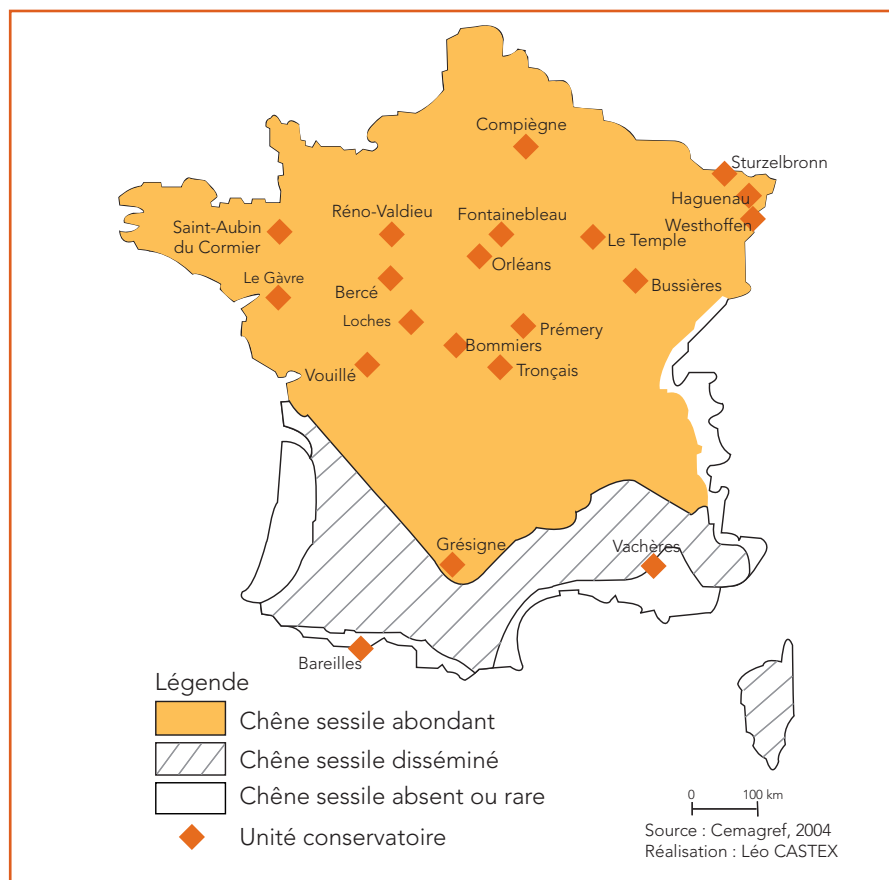 Compiègne
Sturzelbronn
Haguenau
Westhoffen
Saint-Aubin
du Cormier
Réno-Valdieu
Fontainebleau
Le Temple
Orléans
Le Gâvre
Bercé
Bussières
Loches
Prémery
Bommiers
Vouillé
Tronçais
Grésigne
Vachères
Bareilles
Légende
Chêne sessile abondant
Chêne sessile disséminé
Chêne sessile absent ou rare
Unité conservatoire
0 100 km
Source : Cemagref, 2004
Réalisation : Léo CASTEX